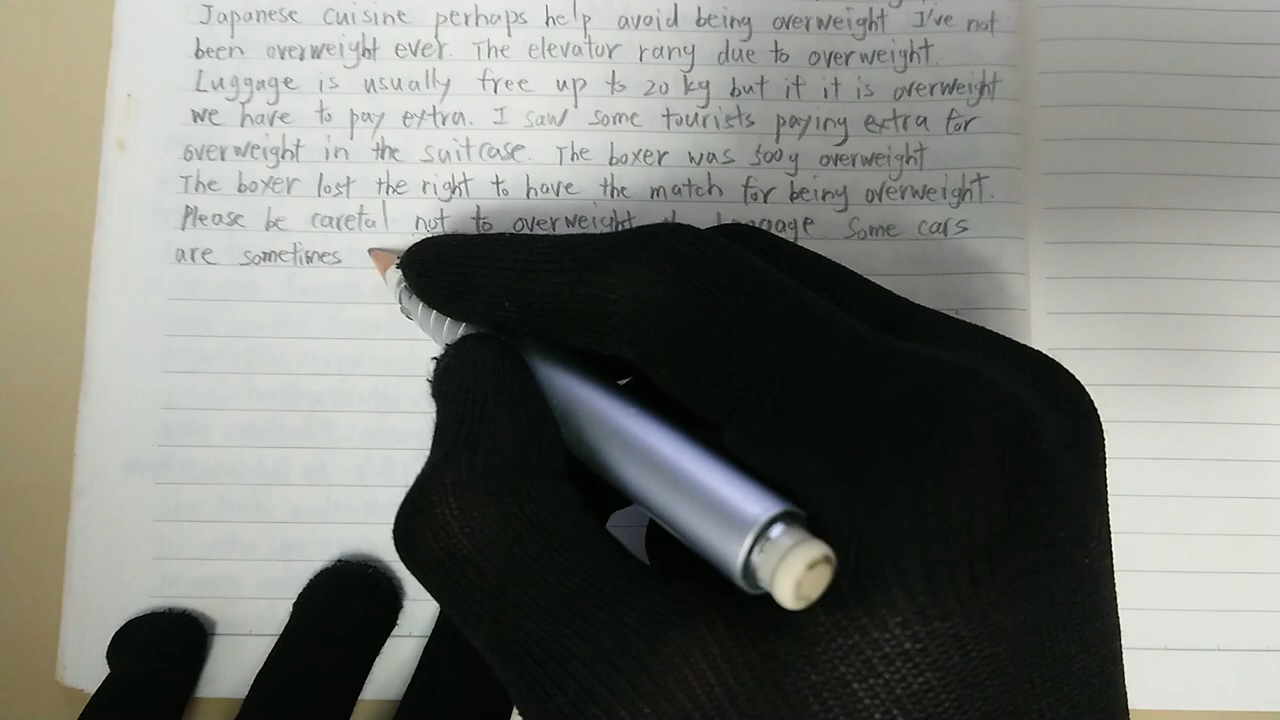 Japanese cuisine perhaps help avoid being overweight I've not
been overweight ever. The elevator rang due to overweight.
Luggage is usually free up to 20 kg but if it is overweight
we have to pay extra. I saw some tourists paying extra for
overweight in the suitcase. The boxer was 500g overweight
The boxer lost the right to have the match for being overweight.
Please be careful not to overweight Some cars
are sometimes